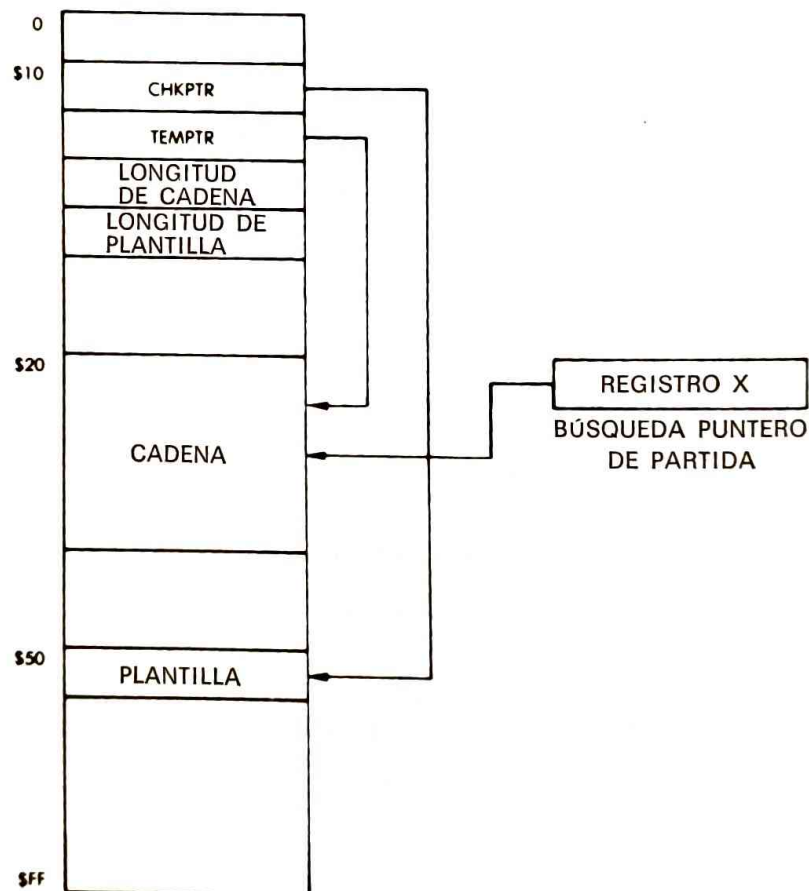 0
$10
CHKPTR
TEMPTR
LONGITUD
DE CADENA
LONGITUD DE
PLANTILLA
$20
CADENA
REGISTRO X
BÚSQUEDA PUNTERO
DE PARTIDA
$50
PLANTILLA
$FF